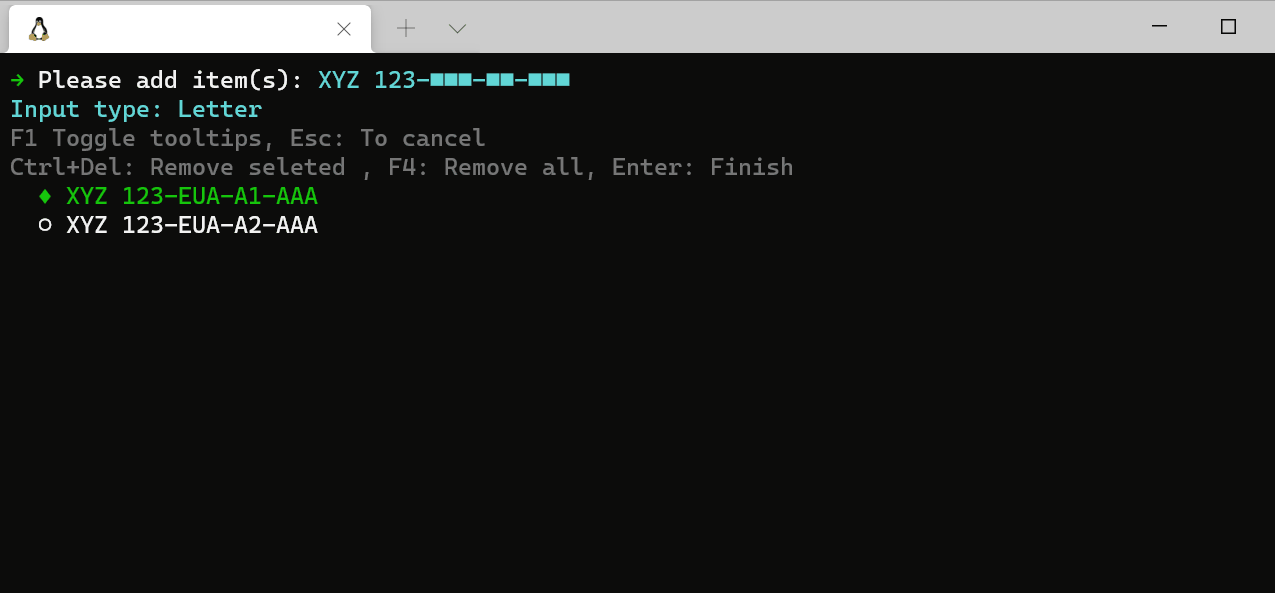 → Please add item(s): XYZ 123-■■■-■■-■■■
Input type: Letter
F1 Toggle tooltips, Esc: To cancel
Ctrl+Del: Remove seleted , F4: Remove all, Enter: Finish
♦ XYZ 123-EUA-A1-AAA
○ XYZ 123-EUA-A2-AAA